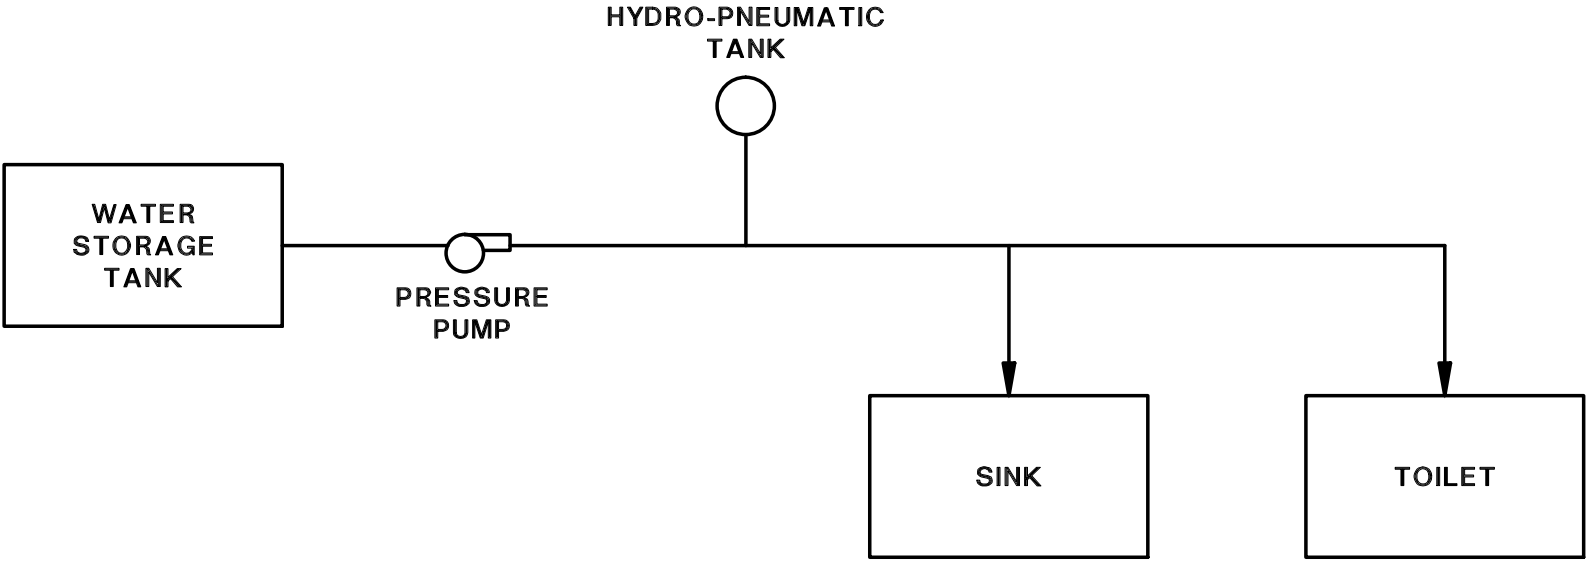 HYDRO-PNEUMATIC
TANK
WATER
STORAGE
TANK
PRESSURE
PUMP
SINK
TOILET